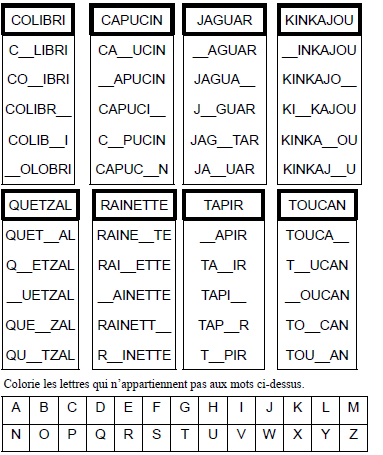 COLIBRI CAPUCIN JAGUAR KINKAJOU
C__LIBRI CA__UCIN __AGUAR __INKAJOU
CO__IBRI __APUCIN JAGUA__ KINKAJO__
COLIBR__ CAPUCI__ J__GUAR KI__KAJOU
COLIB__I C__PUCIN JAG__TAR KINKA__OU
__OLOBRI CAPUC__N JA__UAR KINKAJ__U
QUETZAL RAINETTE TAPIR TOUCAN
QUET__AL RAINE__TE __APIR TOUCA__
Q__ETZAL RAI__ETTE TA__IR T__UCAN
__UETZAL __AINETTE TAPI__ __OUCAN
QUE__ZAL RAINETT__ TAP__R TO__CAN
QU__TZAL R__INETTE T__PIR TOU__AN
Colorie les lettres qui n'appartiennent pas aux mots ci-dessus.
A B C D E F G H I J K L M
N O P Q R S T U V W X Y Z